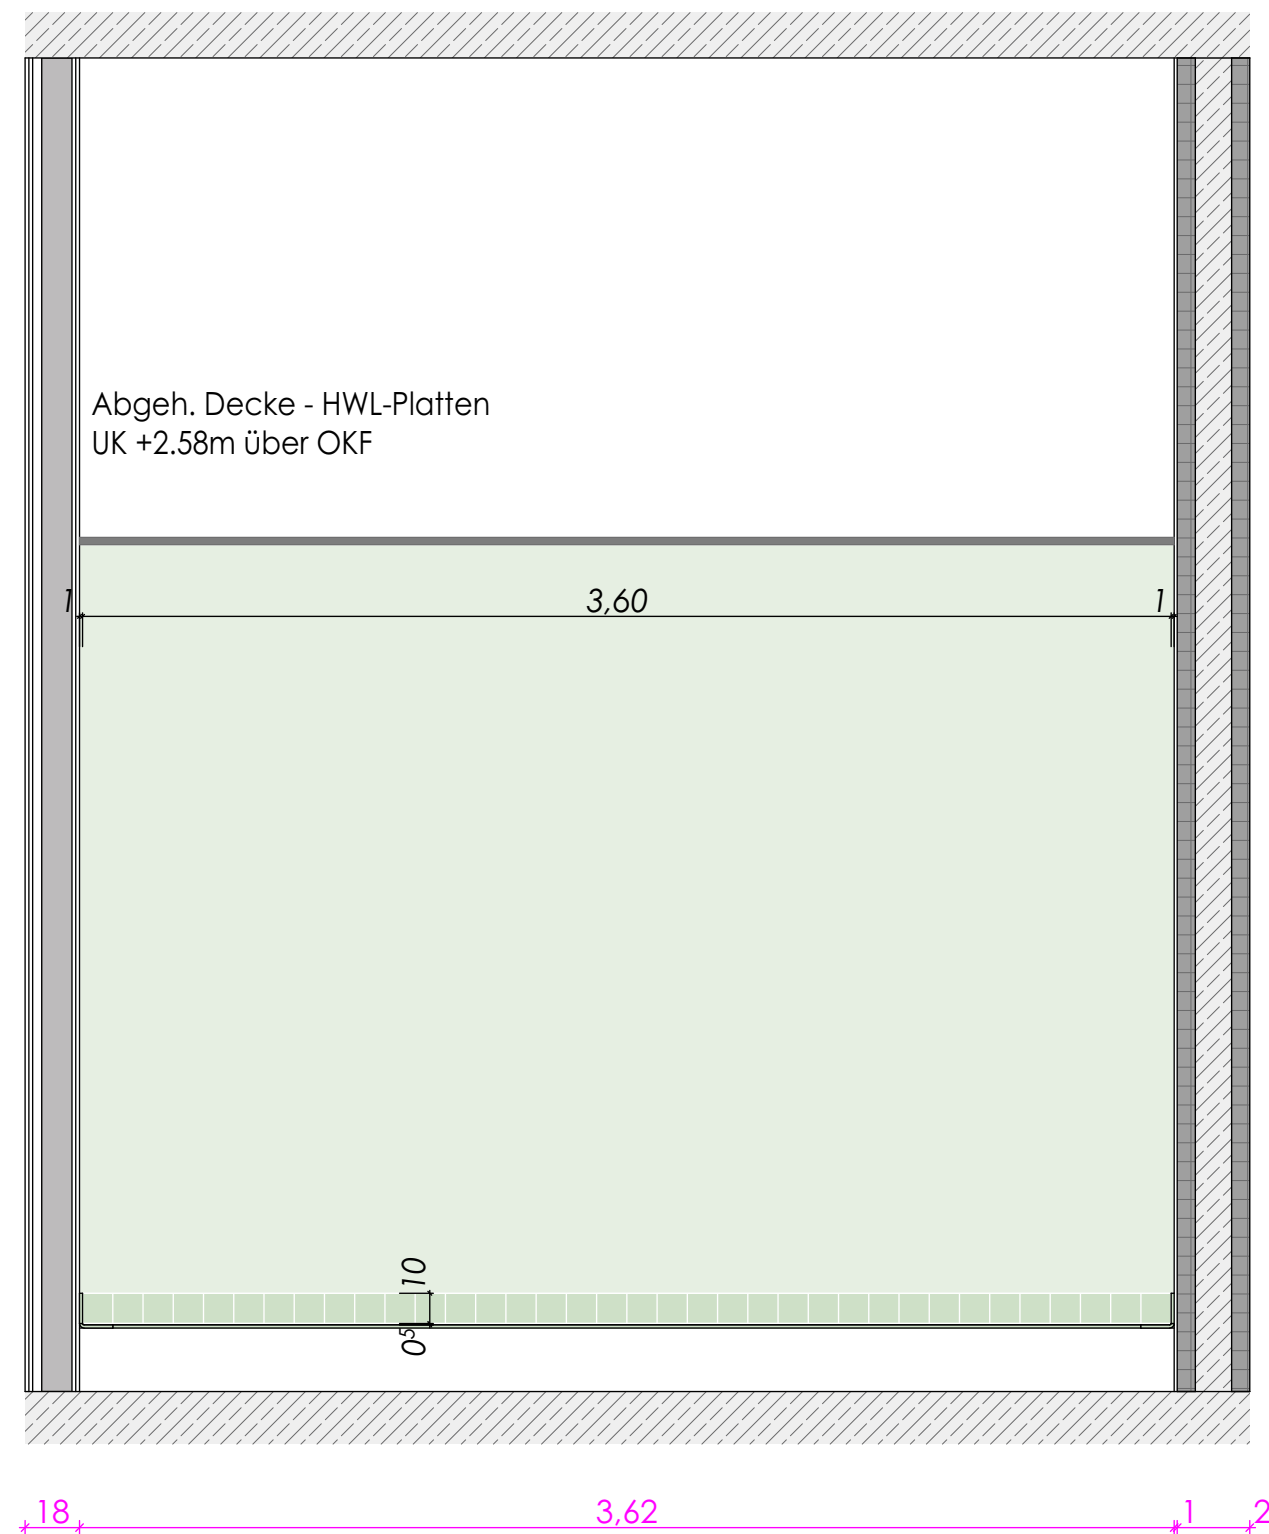 Abgeh. Decke - HWL-Platten
UK +2.58m über OKF
1 3,60 1
10
0⁵
18 3,62 1 2